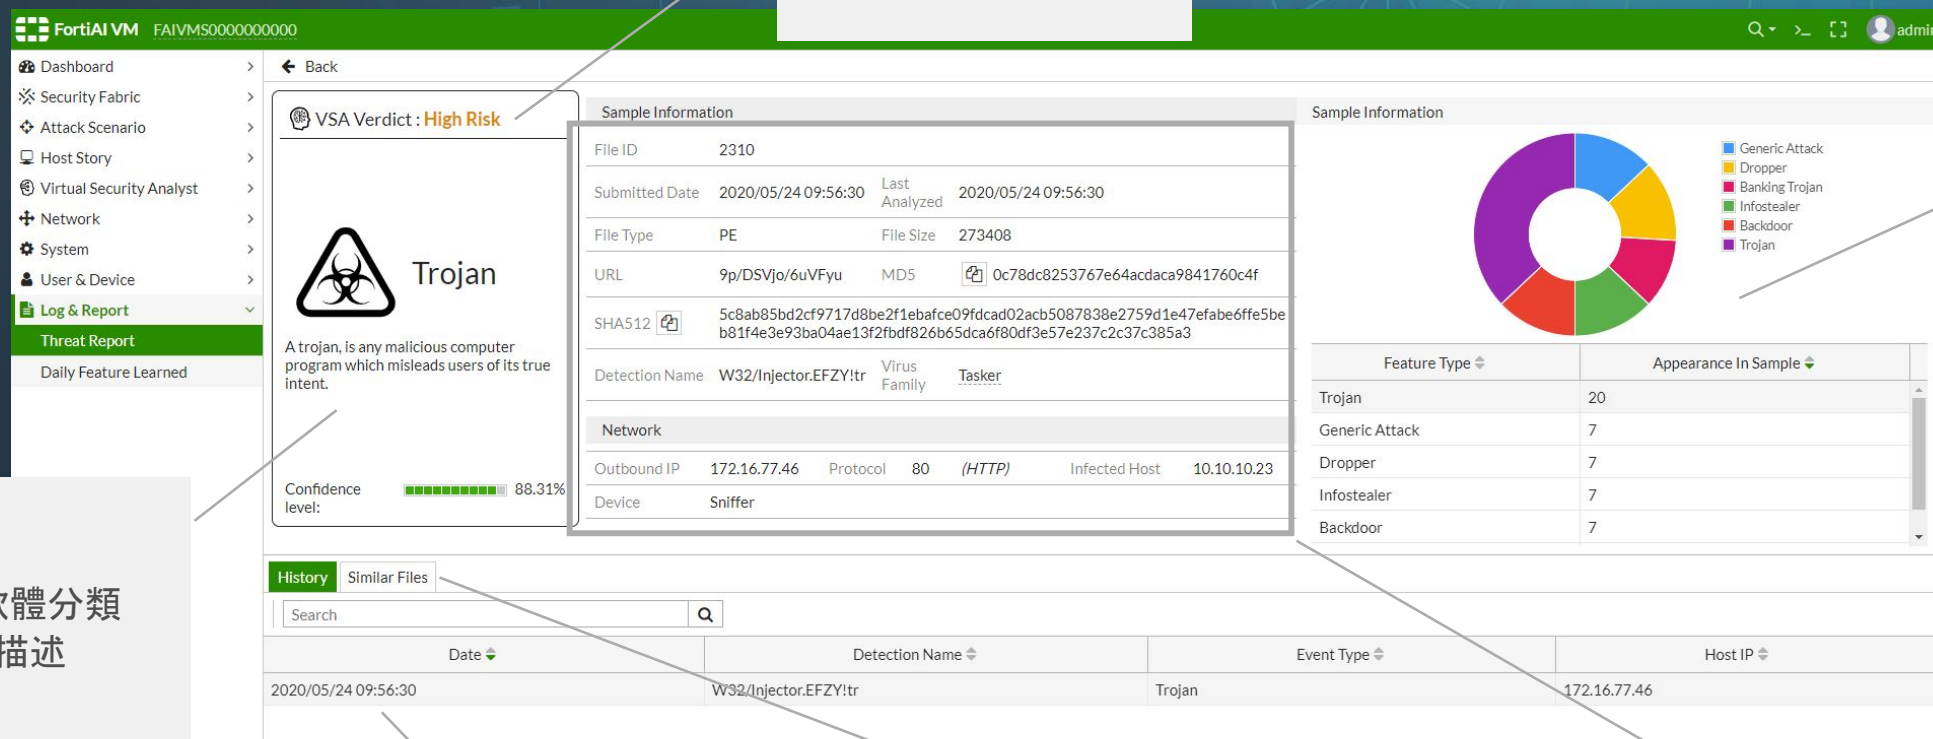 FortiAI VM FAIVMS0000000000
admin
Dashboard
Security Fabric
Attack Scenario
Host Story
Virtual Security Analyst
Network
System
User & Device
Log & Report
Threat Report
Daily Feature Learned
Back
VSA Verdict : High Risk
Trojan
A trojan, is any malicious computer
program which misleads users of its true
intent.
Confidence
level:
88.31%
Sample Information
File ID 2310
Submitted Date 2020/05/24 09:56:30 Last Analyzed 2020/05/24 09:56:30
File Type PE File Size 273408
URL 9p/DSVjo/6uVFyu MD5 0c78dc8253767e64acdaca9841760c4f
SHA512 5c8ab85bd2cf9717d8be2f1ebafce09fdcad02acb5087838e2759d1e47efabe6ffe5be
b81f4e3e93ba04ae13f2fbdf826b65dca6f80df3e57e237c2c37c385a3
Detection Name W32/Injector.EFZY!tr Virus Family Tasker
Network
Outbound IP 172.16.77.46 Protocol 80 (HTTP) Infected Host 10.10.10.23
Device Sniffer
Sample Information
Generic Attack
Dropper
Banking Trojan
Infostealer
Backdoor
Trojan
Feature Type Appearance In Sample
Trojan 20
Generic Attack 7
Dropper 7
Infostealer 7
Backdoor 7
History Similar Files
Search
Date Detection Name Event Type Host IP
2020/05/24 09:56:30 W32/Injector.EFZY!tr Trojan 172.16.77.46
體分類
描述